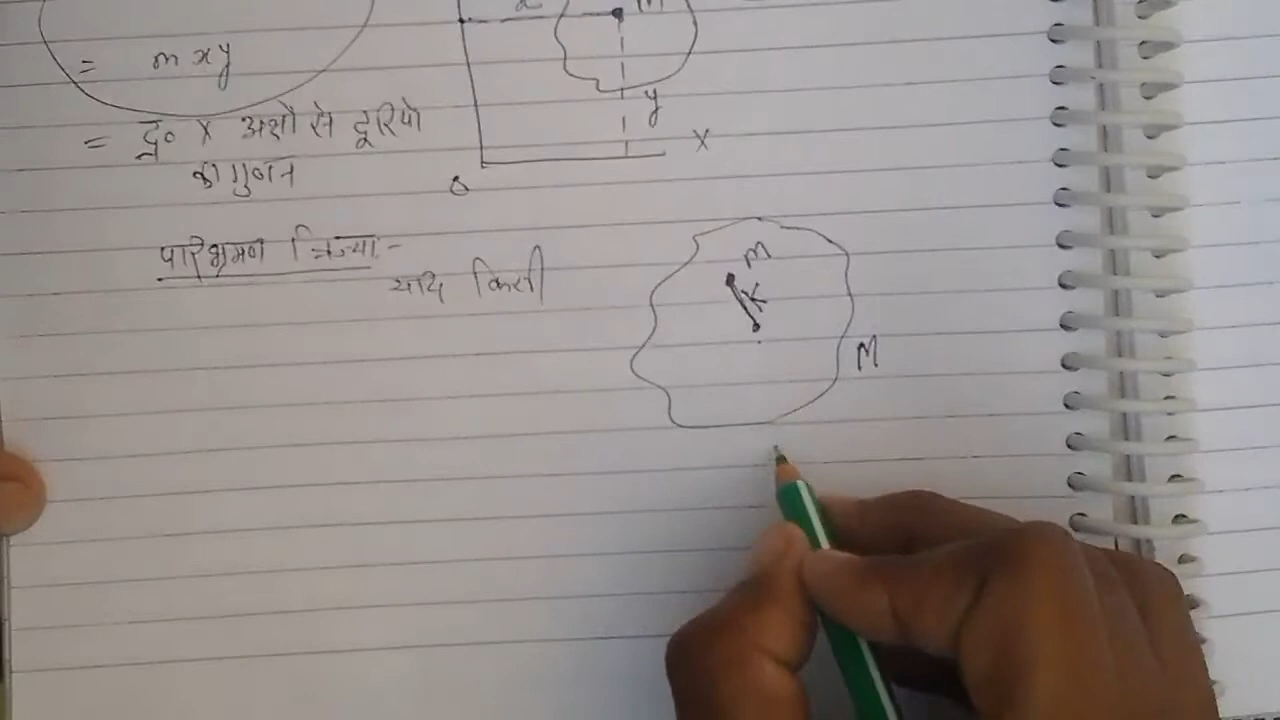 = m x y
= द्र० x अक्षों से दूरियो
का गुणन
M
y
X
O
परिभ्रमण त्रिज्या -
यदि किसी
m
K
M